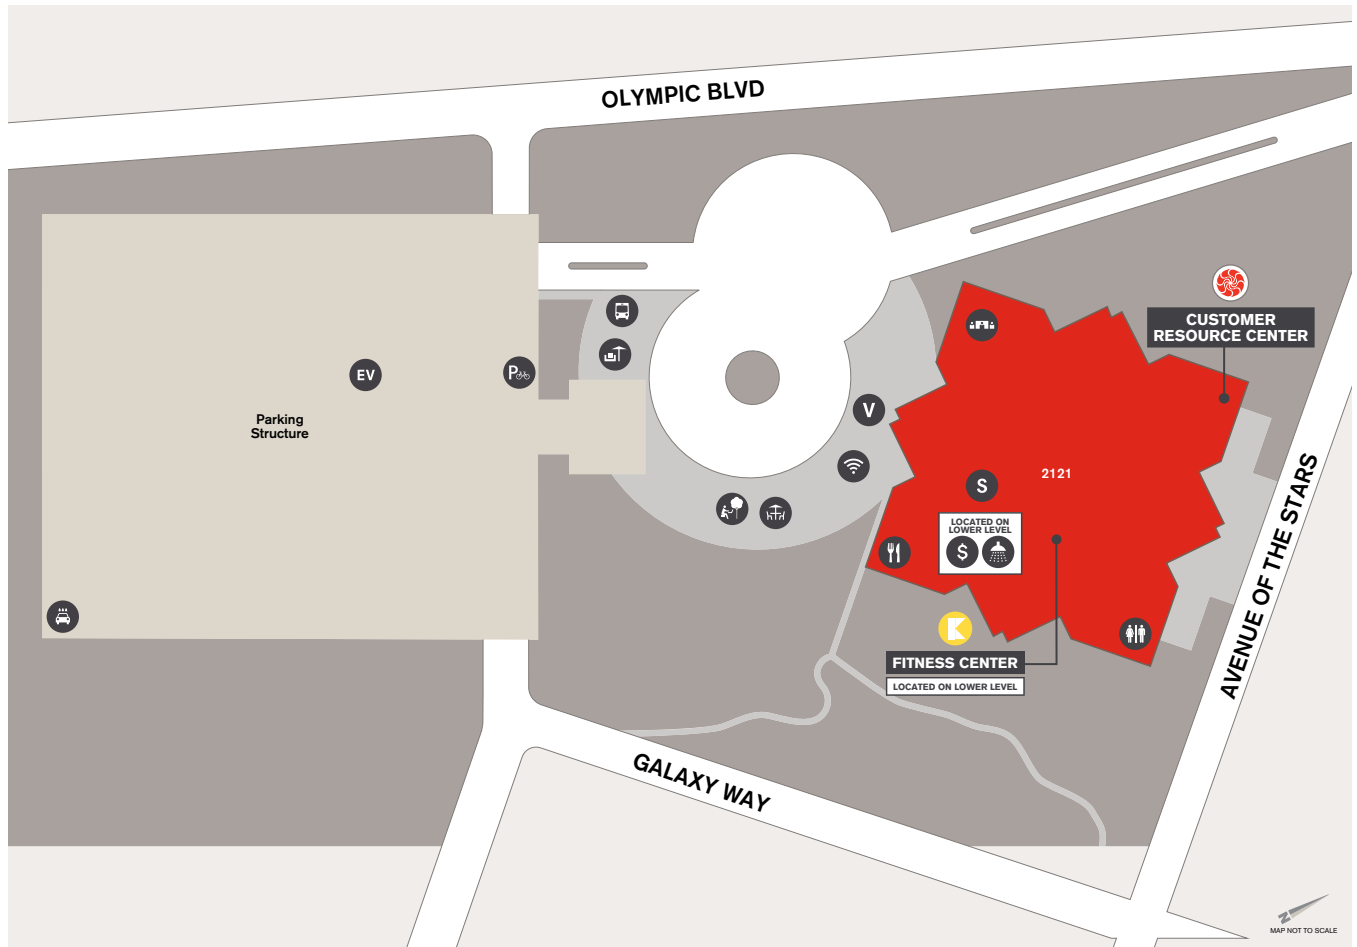 OLYMPIC BLVD
CUSTOMER
RESOURCE CENTER
EV
P
Parking
Structure
V
2121
S
LOCATED ON
LOWER LEVEL
$
FITNESS CENTER
LOCATED ON LOWER LEVEL
AVENUE OF THE STARS
GALAXY WAY
N
MAP NOT TO SCALE